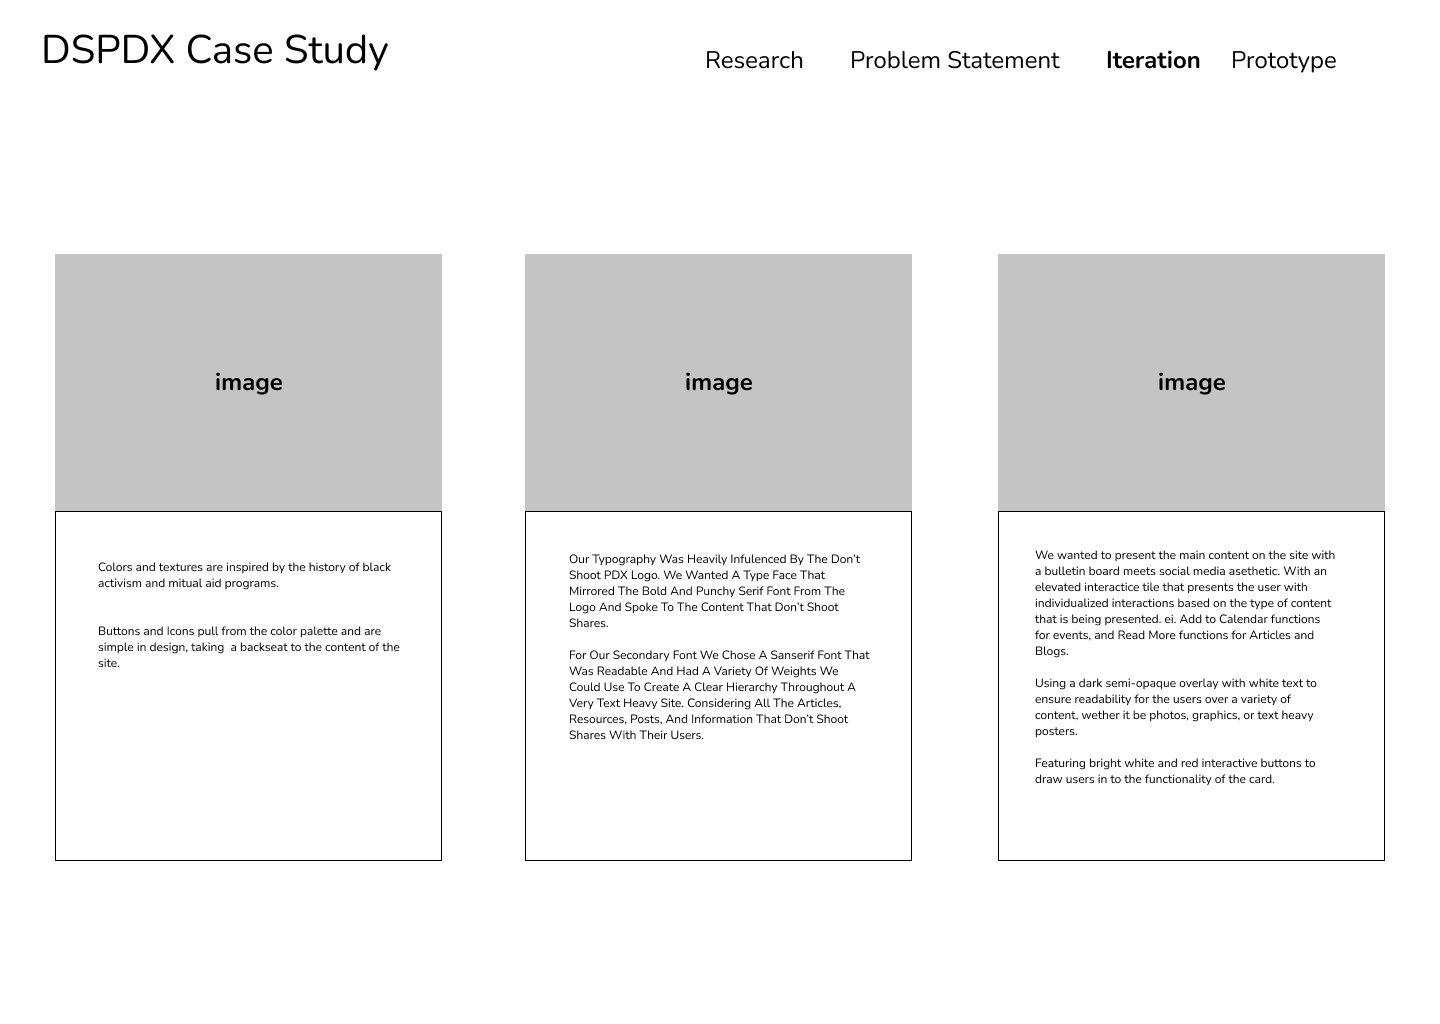 DSPDX Case Study
Research
Problem Statement
Iteration
Prototype
image
image
image
Colors and textures are inspired by the history of black
activism and mitual aid programs.
Buttons and Icons pull from the color palette and are
simple in design, taking  a backseat to the content of the
site.
Our Typography Was Heavily Infulenced By The Don't
Shoot PDX Logo. We Wanted A Type Face That
Mirrored The Bold And Punchy Serif Font From The
Logo And Spoke To The Content That Don't Shoot
Shares.
For Our Secondary Font We Chose A Sanserif Font That
Was Readable And Had A Variety Of Weights We
Could Use To Create A Clear Hierarchy Throughout A
Very Text Heavy Site. Considering All The Articles,
Resources, Posts, And Information That Don't Shoot
Shares With Their Users.
We wanted to present the main content on the site with
a bulletin board meets social media asethetic. With an
elevated interactice tile that presents the user with
individualized interactions based on the type of content
that is being presented. ei. Add to Calendar functions
for events, and Read More functions for Articles and
Blogs.
Using a dark semi-opaque overlay with white text to
ensure readability for the users over a variety of
content, wether it be photos, graphics, or text heavy
posters.
Featuring bright white and red interactive buttons to
draw users in to the functionality of the card.